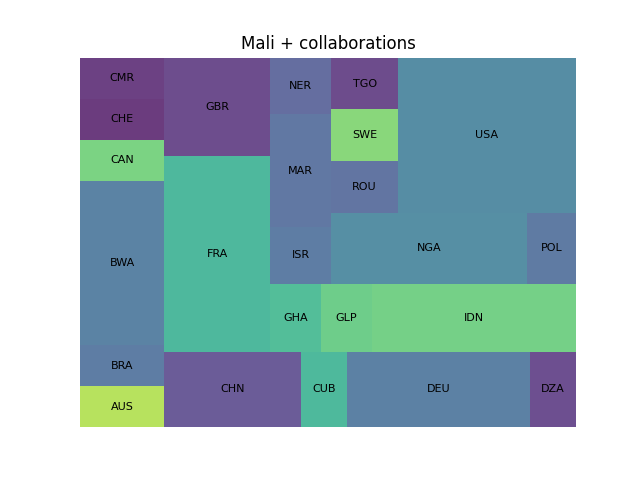 Mali + collaborations
CMR
CHE
CAN
BWA
BRA
AUS
GBR
FRA
CHN
CUB
DEU
DZA
NER
MAR
ISR
GHA
GLP
IDN
TGO
SWE
ROU
NGA
POL
USA